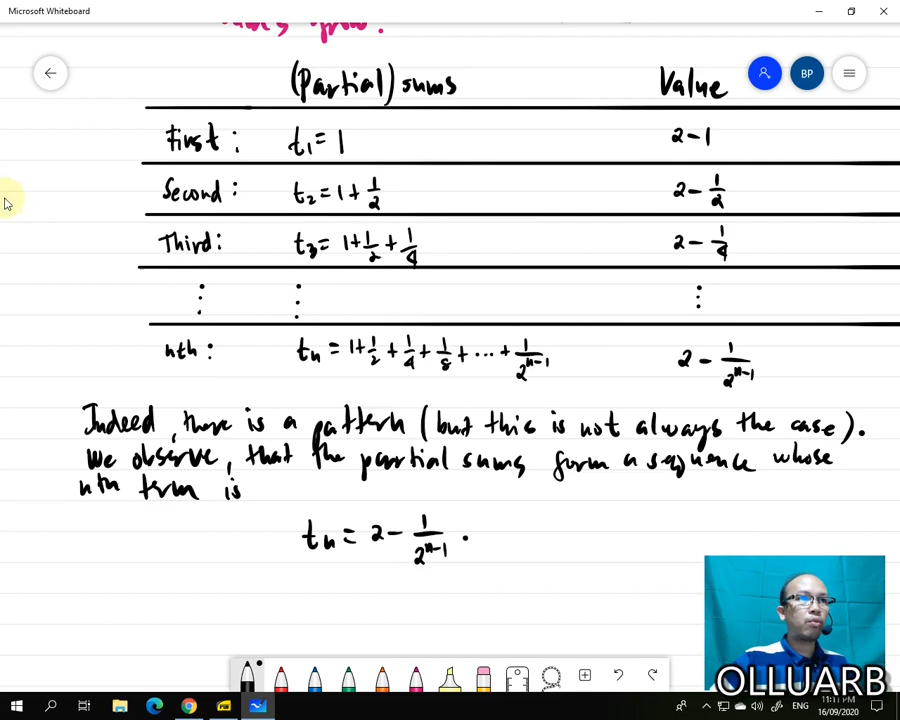 Microsoft Whiteboard
(Partial) sums Value
BP
First: t₁ = 1 2 − 1
Second: t₂ = 1 + 1/2 2 − 1/2
Third: t₃ = 1 + 1/2 + 1/4 2 − 1/4
⋮ ⋮ ⋮
nth: tₙ = 1 + 1/2 + 1/4 + 1/8 + ⋯ + 1/2ⁿ⁻¹ 2 − 1/2ⁿ⁻¹
Indeed, there is a pattern (but this is not always the case).
We observe, that the partial sums form a sequence whose
nth term is
tₙ = 2 − 1/2ⁿ⁻¹ .
OLLUARB
ENG
11:17 PM
16/09/2020